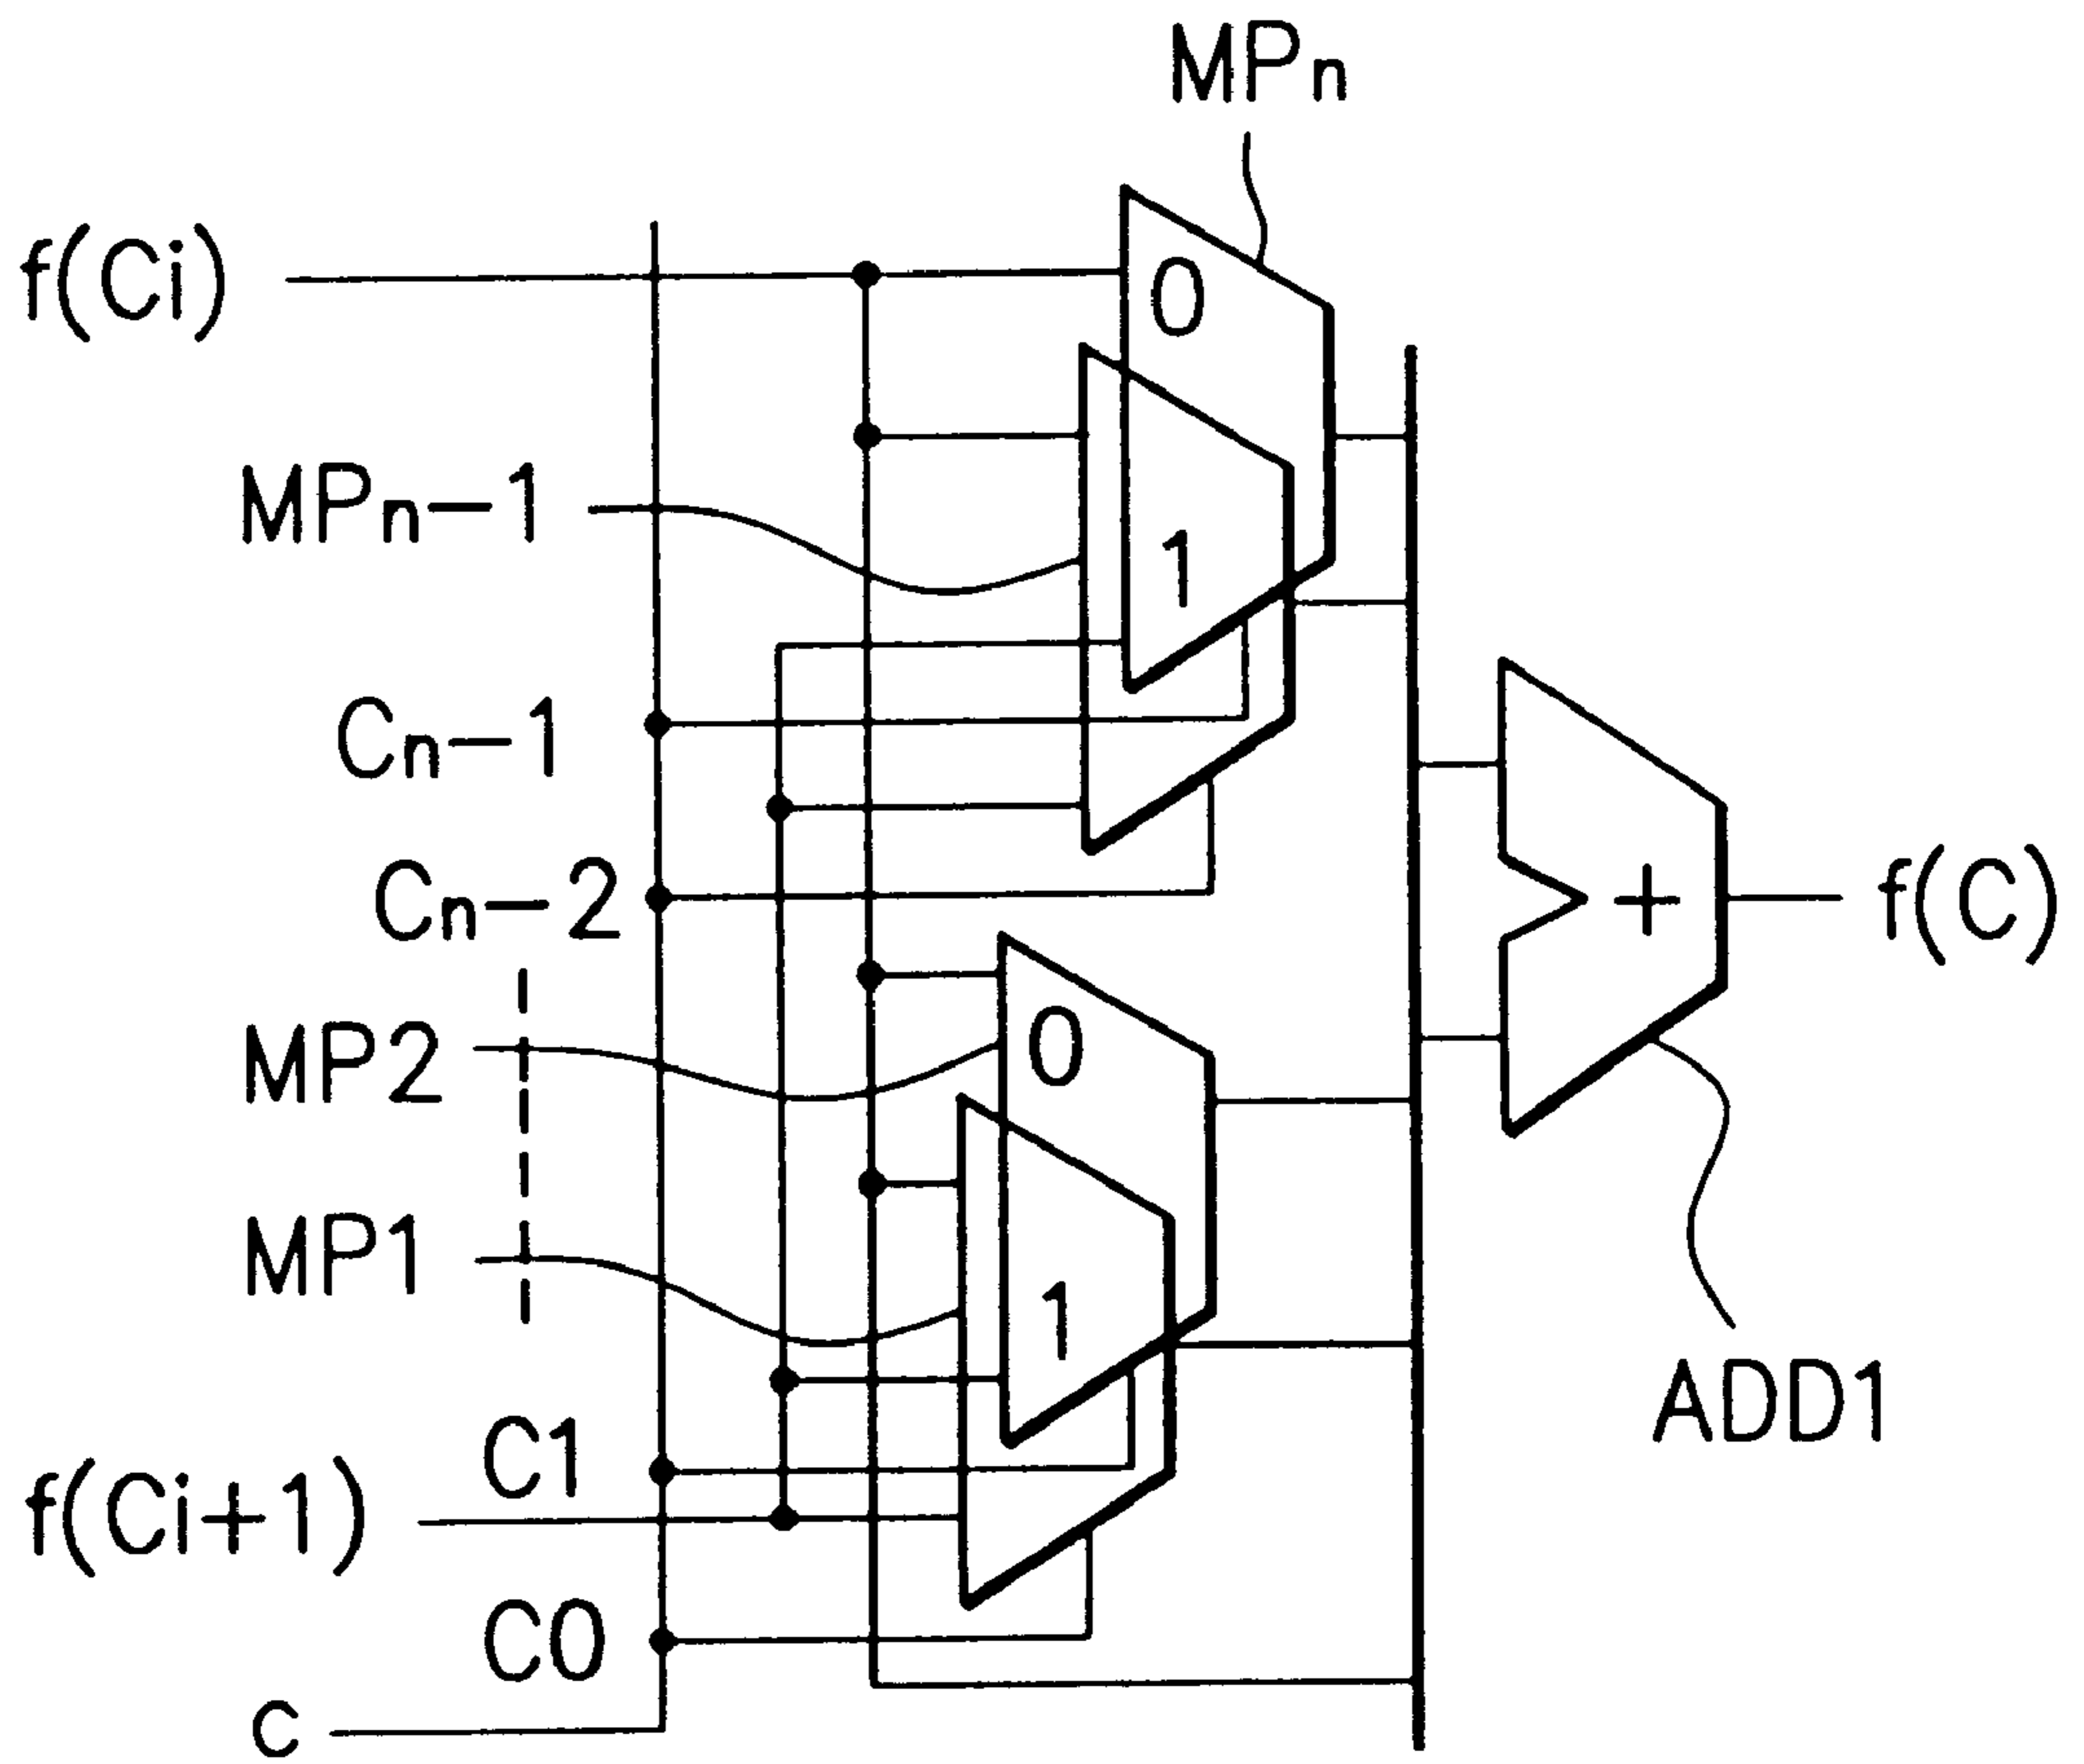 MPn
f(Ci)
0
MPn-1
1
Cn-1
Cn-2
+
f(C)
MP2
0
MP1
1
ADD1
C1
f(Ci+1)
C0
C